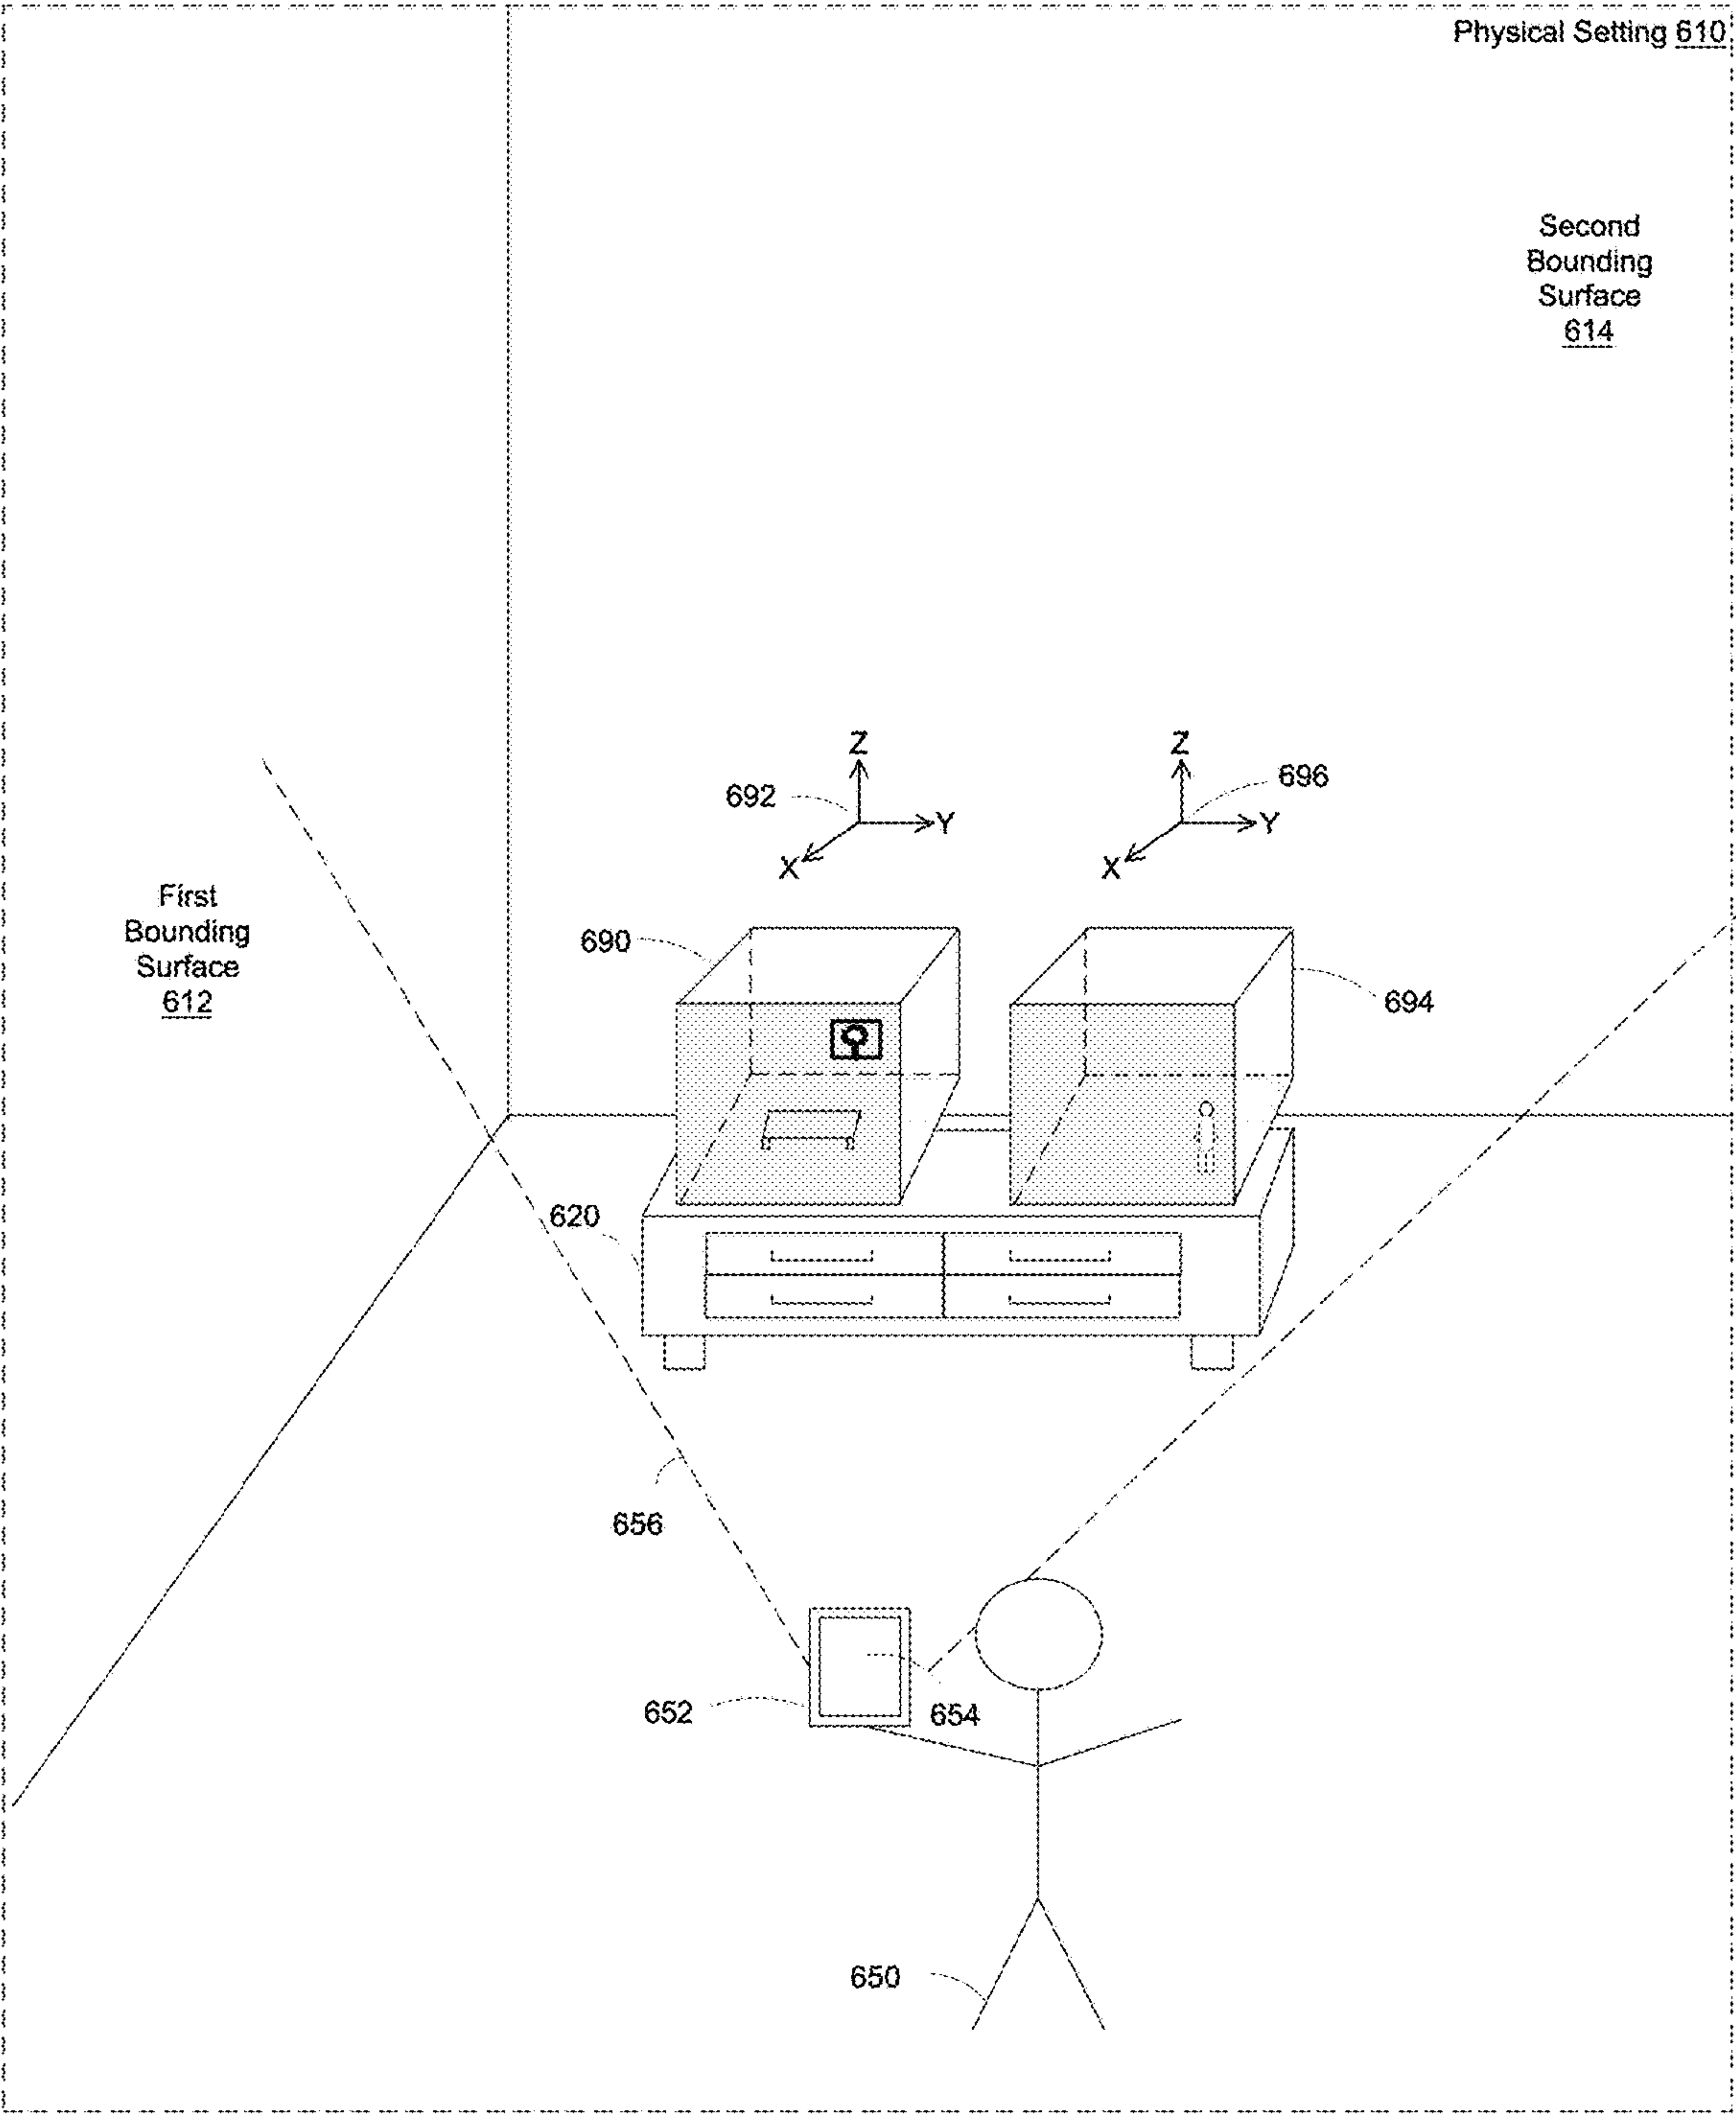 Physical Setting 610
Second
Bounding
Surface
614
Z
Z
692
Y
696
Y
X
X
First
Bounding
Surface
612
690
694
620
656
652
654
650